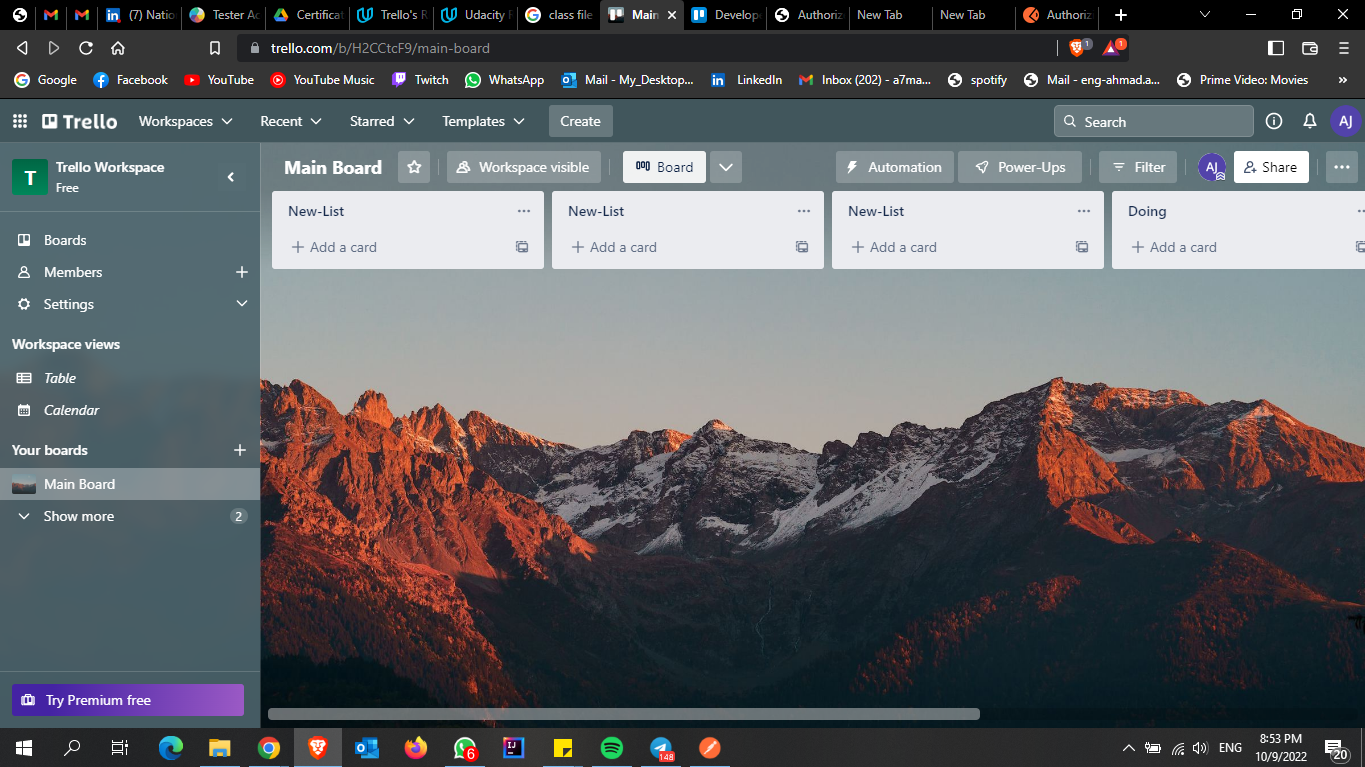 (7) Natio
Tester Ac
Certificat
Trello's R
Udacity F
class file
Main
Develop
Authoriz
New Tab
New Tab
Authoriz
trello.com/b/H2CCtcF9/main-board
1
1
Google
Facebook
YouTube
YouTube Music
Twitch
WhatsApp
Mail - My_Desktop...
LinkedIn
Inbox (202) - a7ma...
spotify
Mail - eng-ahmad.a...
Prime Video: Movies
»
Trello
Workspaces
Recent
Starred
Templates
Create
Search
AJ
T
Trello Workspace
Free
Main Board
Workspace visible
Board
Automation
Power-Ups
Filter
AJ
Share
Boards
Members
Settings
Workspace views
Table
Calendar
Your boards
Main Board
Show more
2
Try Premium free
New-List
Add a card
New-List
Add a card
New-List
Add a card
Doing
Add a card
6
IJ
148
ENG
8:53 PM
10/9/2022
20